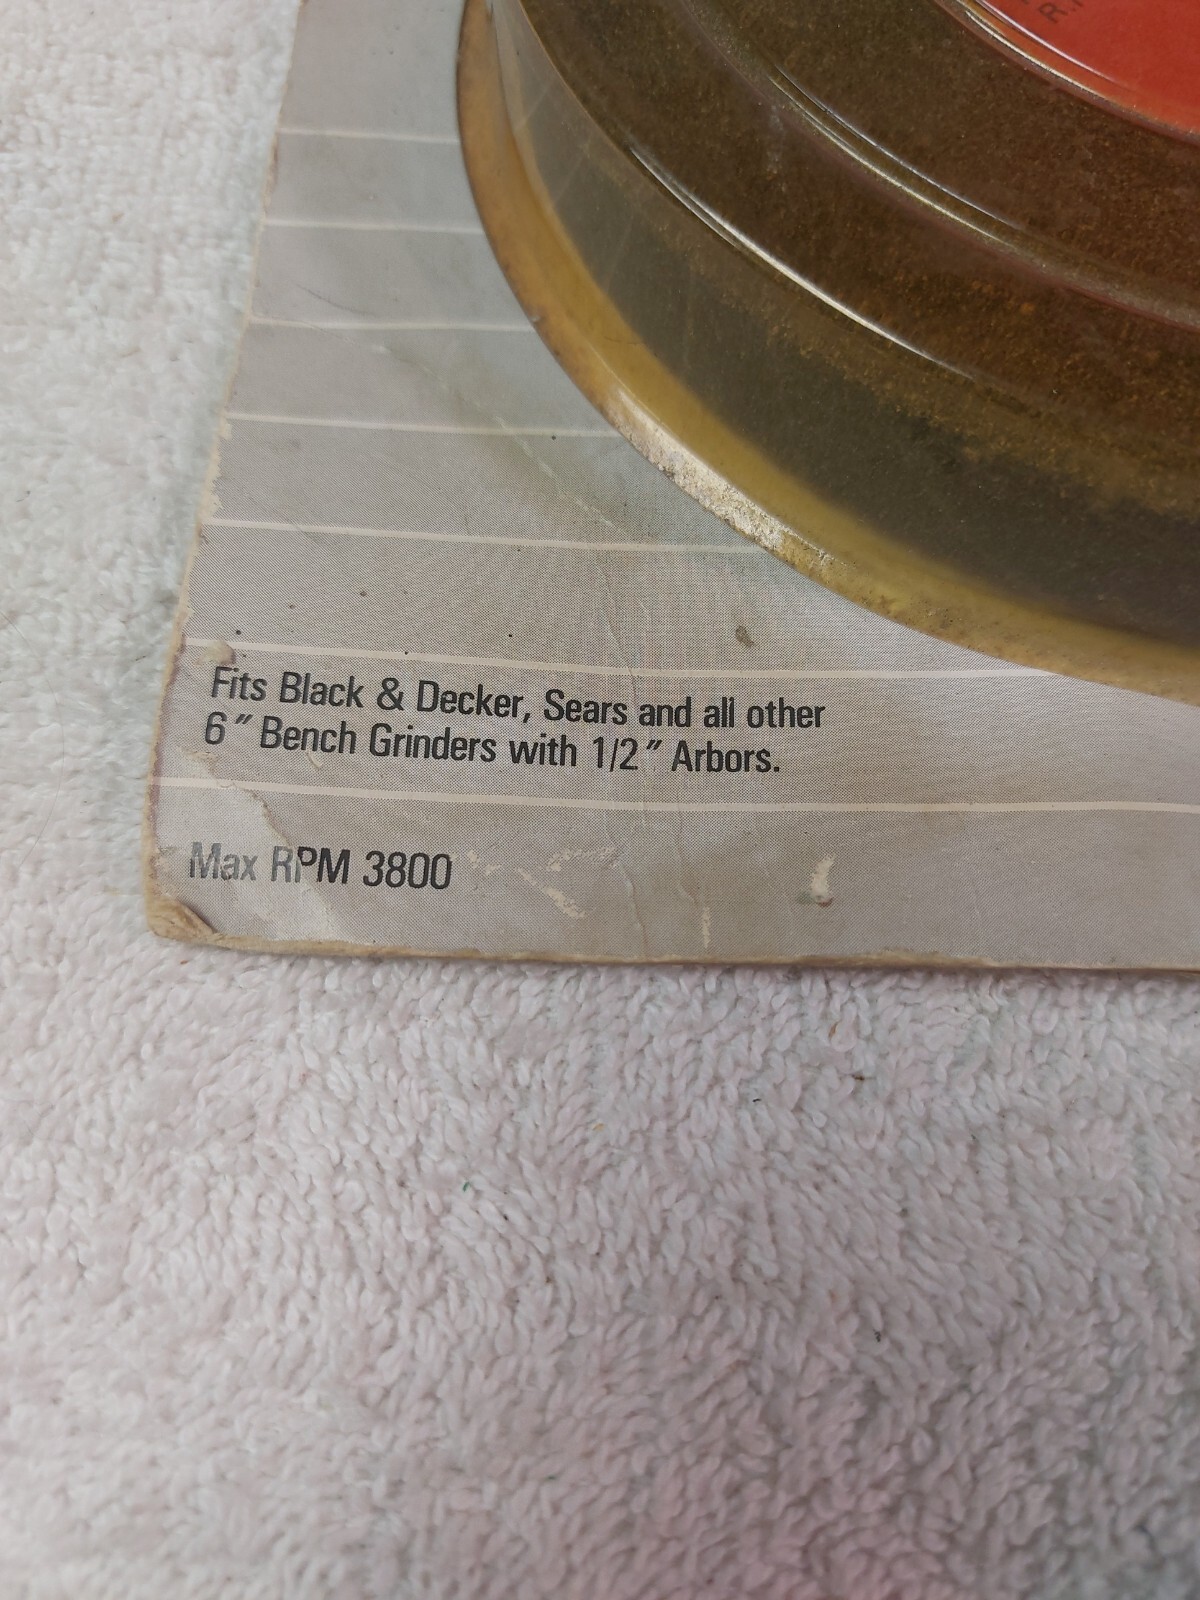 Fits Black & Decker, Sears and all other
6" Bench Grinders with 1/2" Arbors.
Max RPM 3800